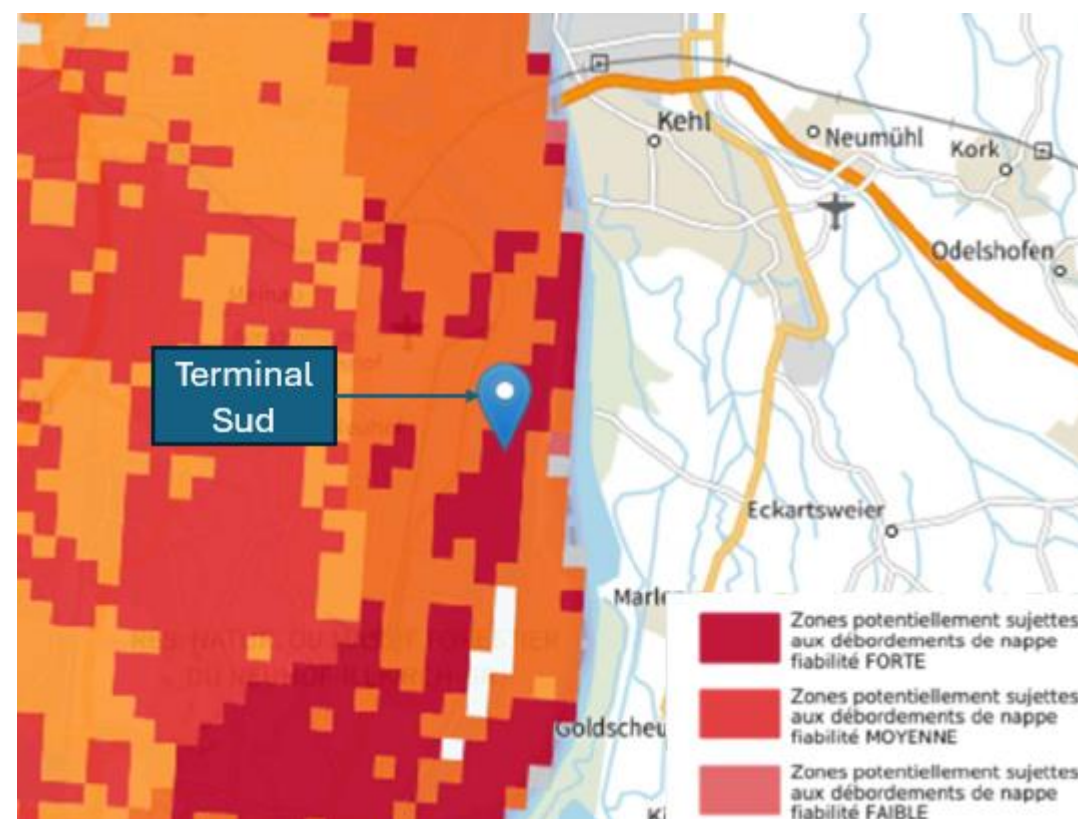 Kehl
Neumühl
Kork
Odelshofen
Terminal
Sud
Eckartsweier
Marle
Goldscheu
Zones potentiellement sujettes
aux débordements de nappe
fiabilité FORTE
Zones potentiellement sujettes
aux débordements de nappe
fiabilité MOYENNE
Zones potentiellement sujettes
aux débordements de nappe
fiabilité FAIBLE